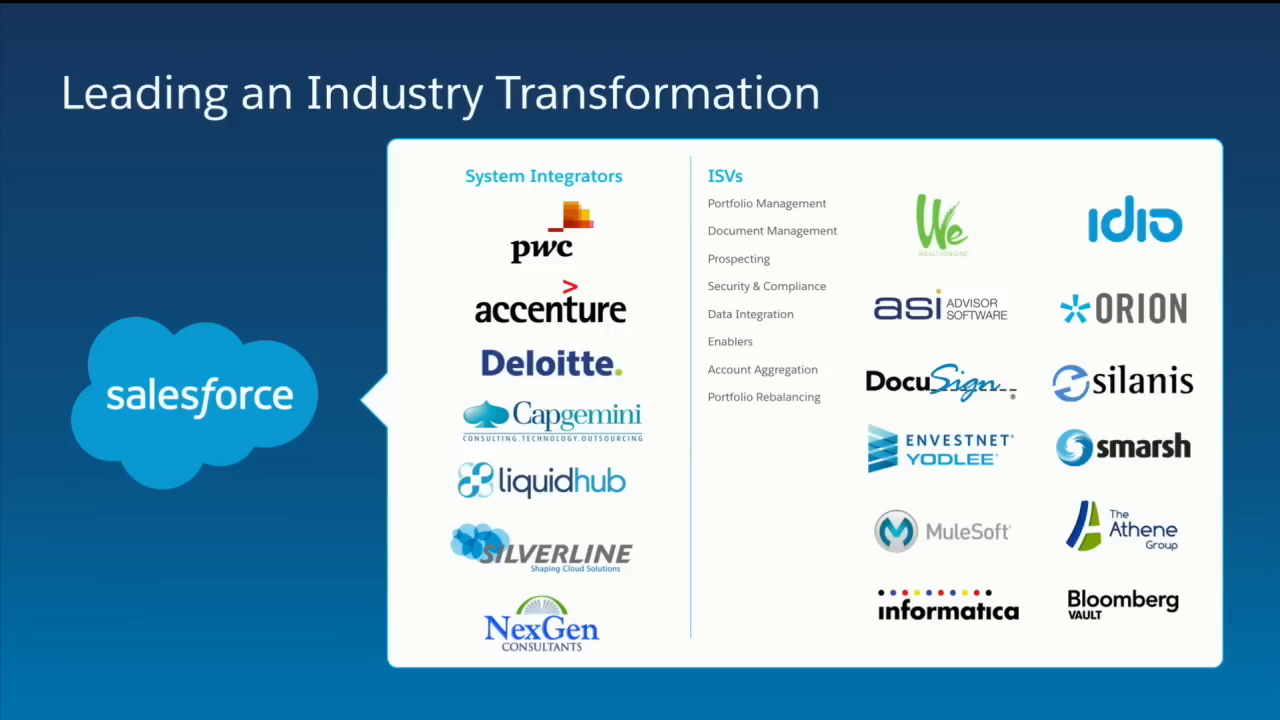 Leading an Industry Transformation
salesforce
System Integrators
pwc
accenture
Deloitte.
Capgemini
CONSULTING.TECHNOLOGY.OUTSOURCING
liquidhub
SILVERLINE
Shaping Cloud Solutions
NexGen
CONSULTANTS
ISVs
Portfolio Management
Document Management
Prospecting
Security & Compliance
Data Integration
Enablers
Account Aggregation
Portfolio Rebalancing
We
WEALTHENGINE
idio
asi ADVISOR
SOFTWARE
ORION
DocuSign
silanis
ENVESTNET
YODLEE
smarsh
MuleSoft
The
Athene
Group
informatica
Bloomberg
VAULT